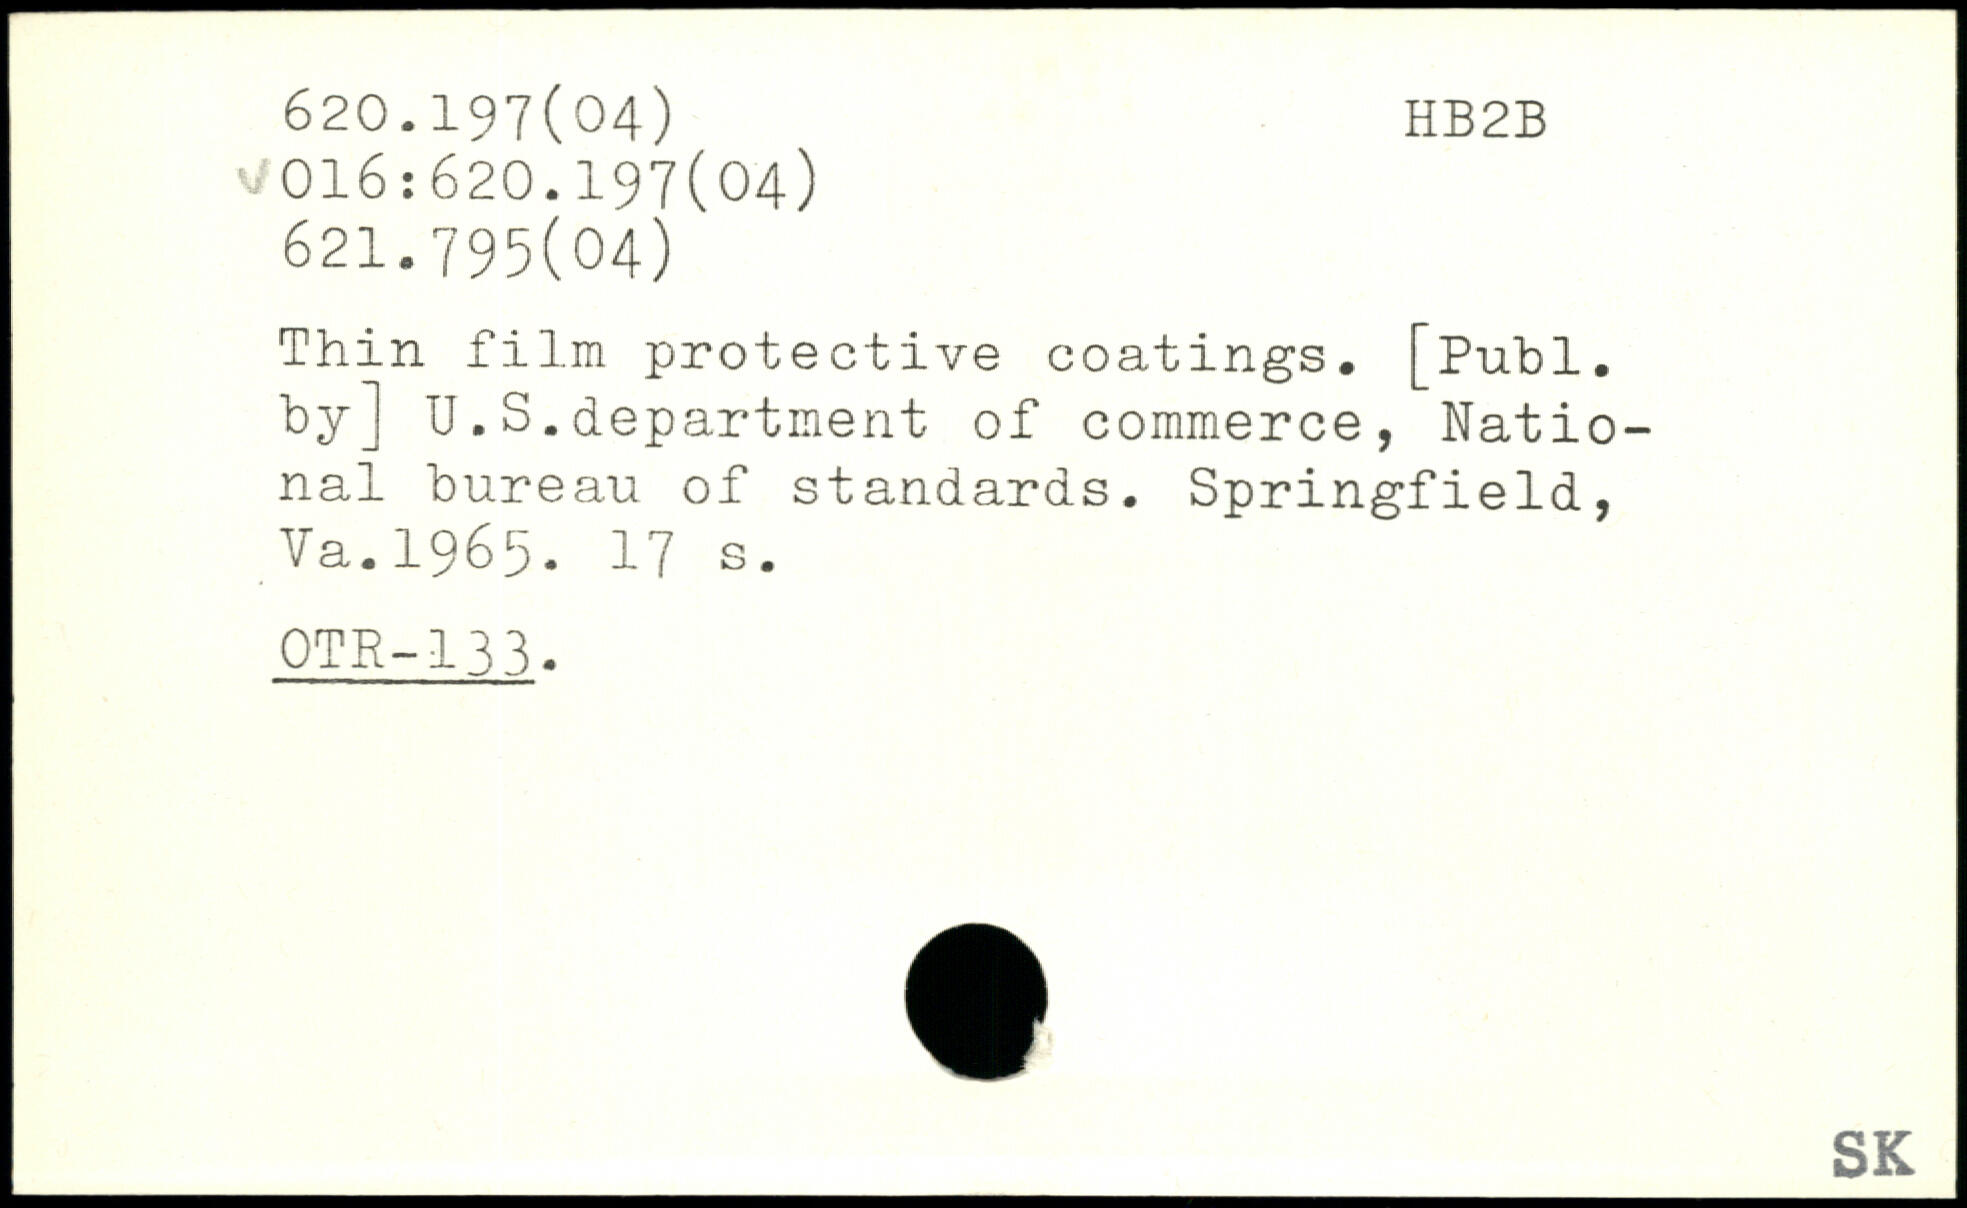 620.197(04) HB2B
v 016:620.197(04)
621.795(04)
Thin film protective coatings. [Publ.
by] U.S.department of commerce, Natio-
nal bureau of standards. Springfield,
Va.1965. 17 s.
OTR-133.
SK